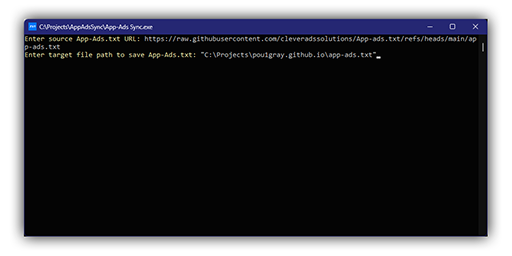 C:\Projects\AppAdsSync\App-Ads Sync.exe
Enter source App-Ads.txt URL: https://raw.githubusercontent.com/cleveradssolutions/App-ads.txt/refs/heads/main/ap
p-ads.txt
Enter target file path to save App-Ads.txt: "C:\Projects\pou1gray.github.io\app-ads.txt"